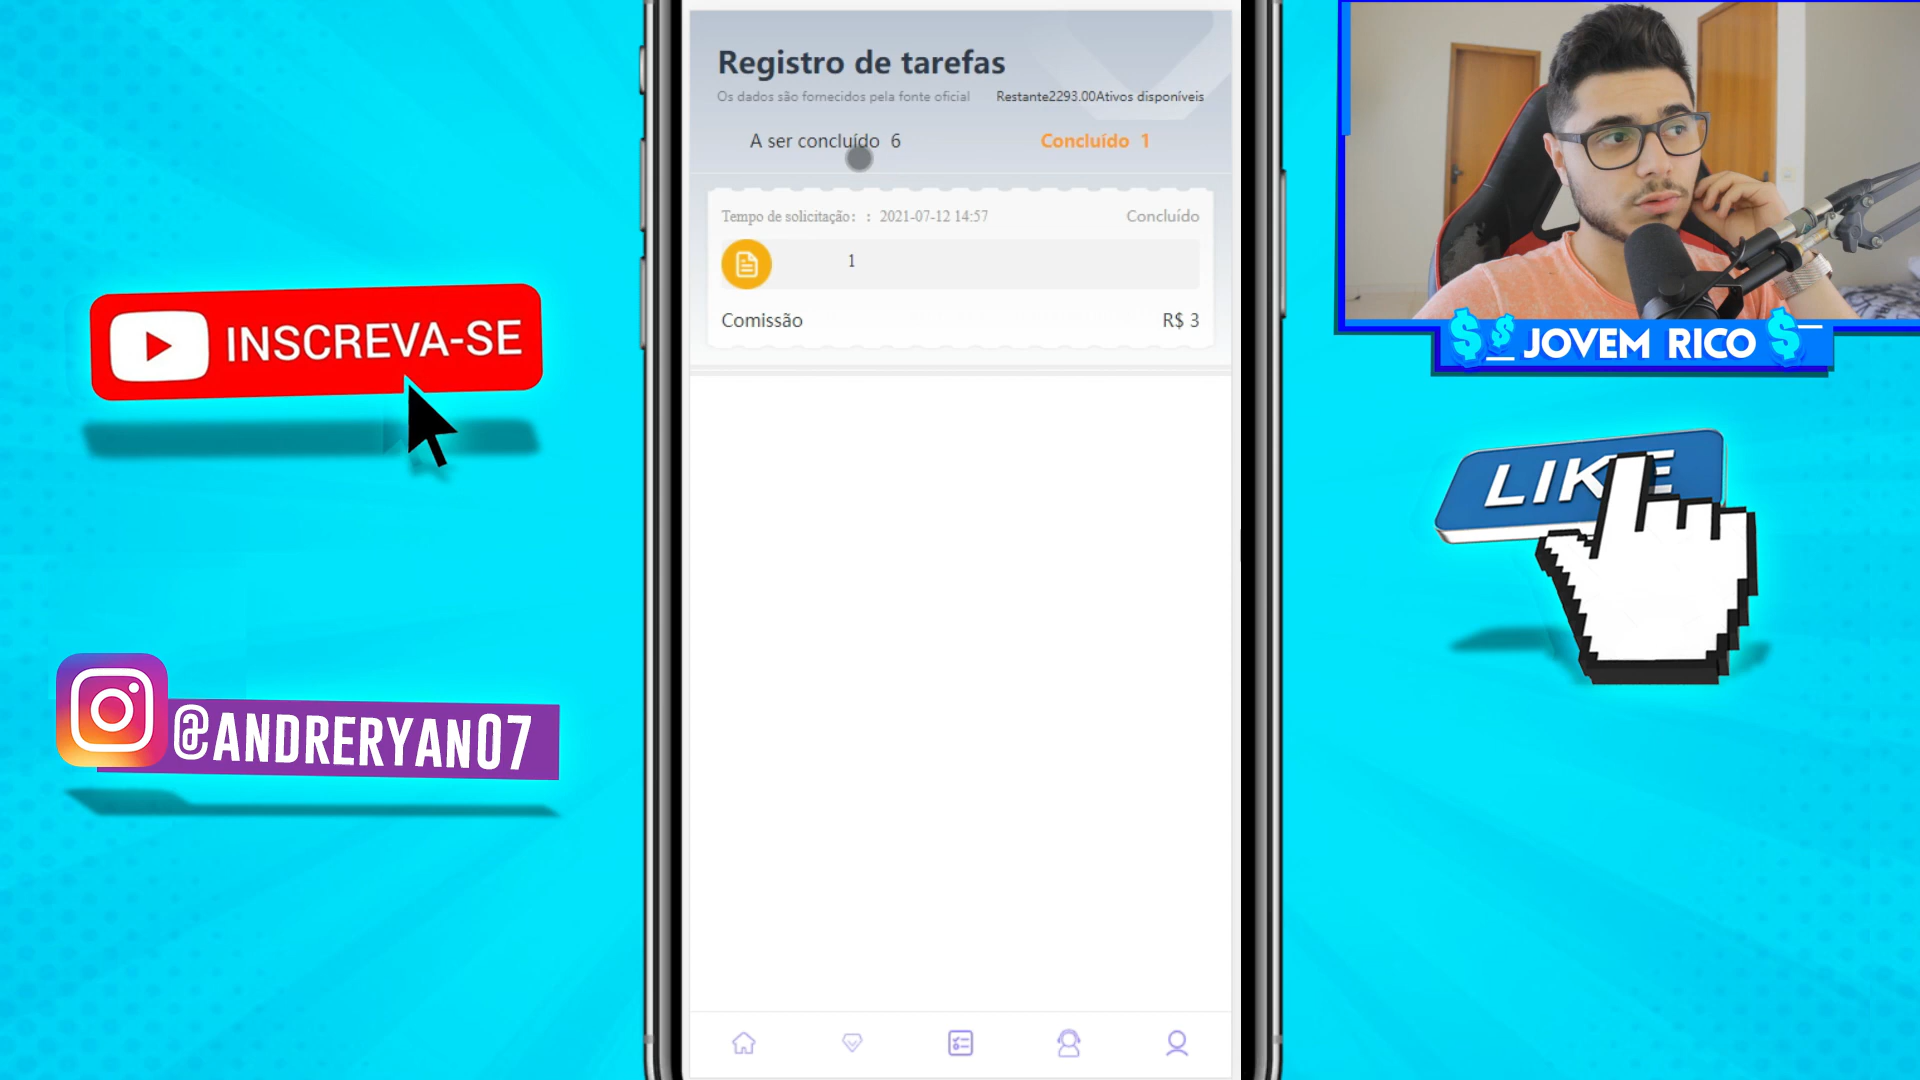 Registro de tarefas
Os dados são fornecidos pela fonte oficial Restante2293.00Ativos disponíveis
A ser concluído 6 Concluído 1
Tempo de solicitação: : 2021-07-12 14:57 Concluído
1
Comissão R$ 3
INSCREVA-SE
@ANDRERYAN07
$ $ JOVEM RICO $
LIKE